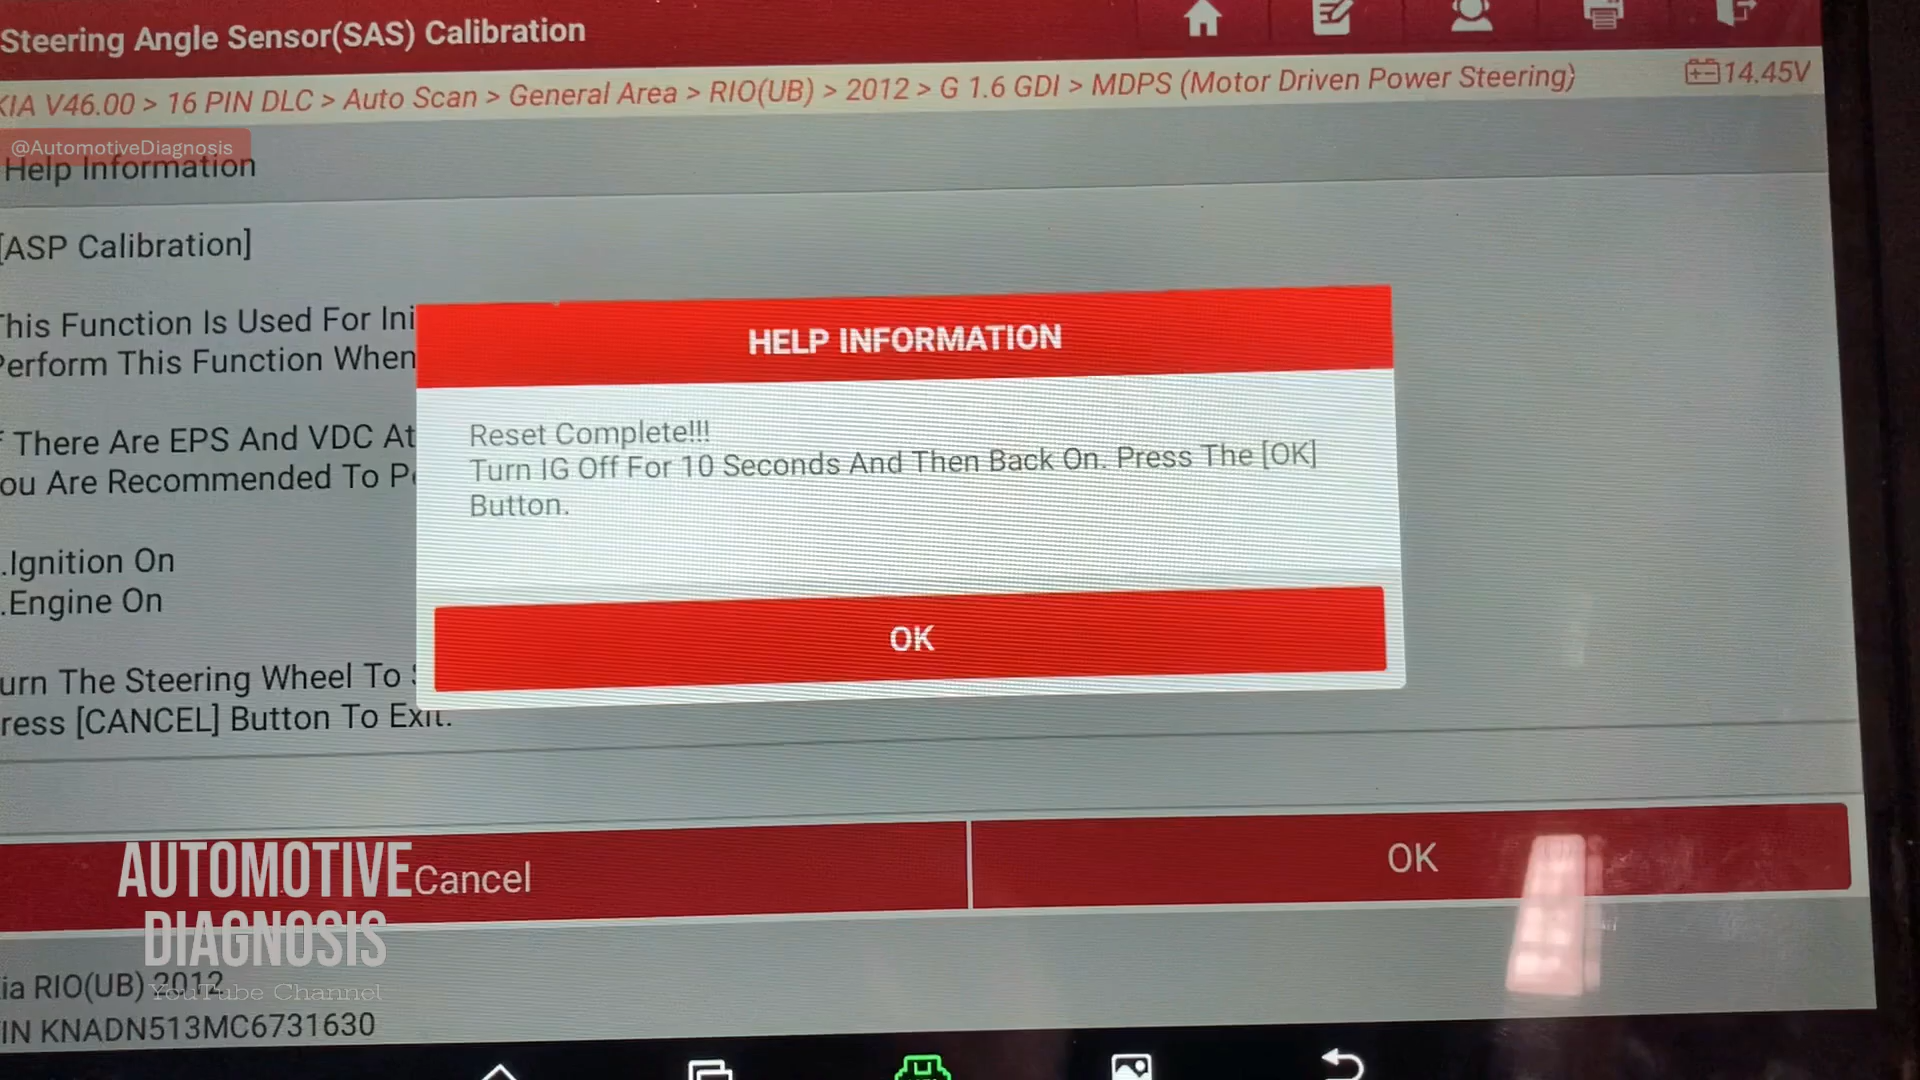 Steering Angle Sensor(SAS) Calibration
KIA V46.00 > 16 PIN DLC > Auto Scan > General Area > RIO(UB) > 2012 > G 1.6 GDI > MDPS (Motor Driven Power Steering)
14.45V
@AutomotiveDiagnosis
Help Information
[ASP Calibration]
This Function Is Used For Ini
Perform This Function When
f There Are EPS And VDC At
ou Are Recommended To P
HELP INFORMATION
Reset Complete!!!
Turn IG Off For 10 Seconds And Then Back On. Press The [OK]
Button.
OK
.Ignition On
.Engine On
urn The Steering Wheel To
ress [CANCEL] Button To Exit.
Cancel
OK
AUTOMOTIVE
DIAGNOSIS
YouTube Channel
ia RIO(UB) 2012
IN KNADN513MC6731630